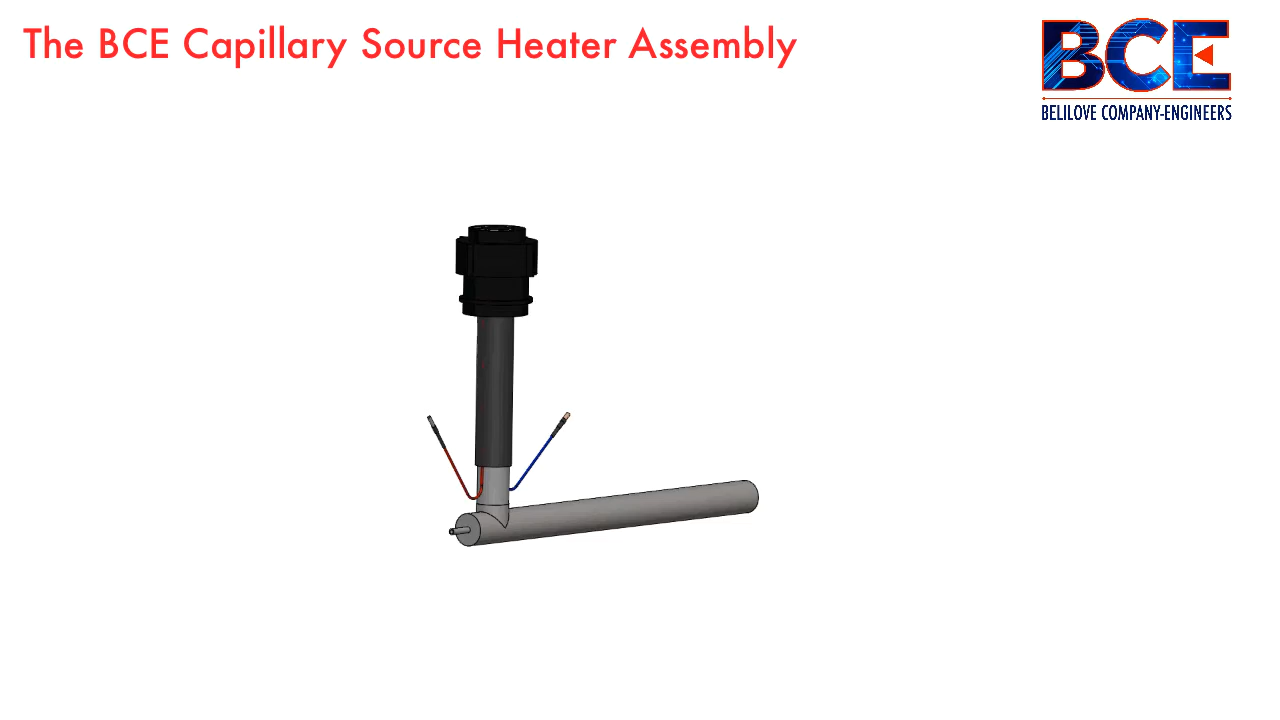 The BCE Capillary Source Heater Assembly
BCE
BELILOVE COMPANY-ENGINEERS